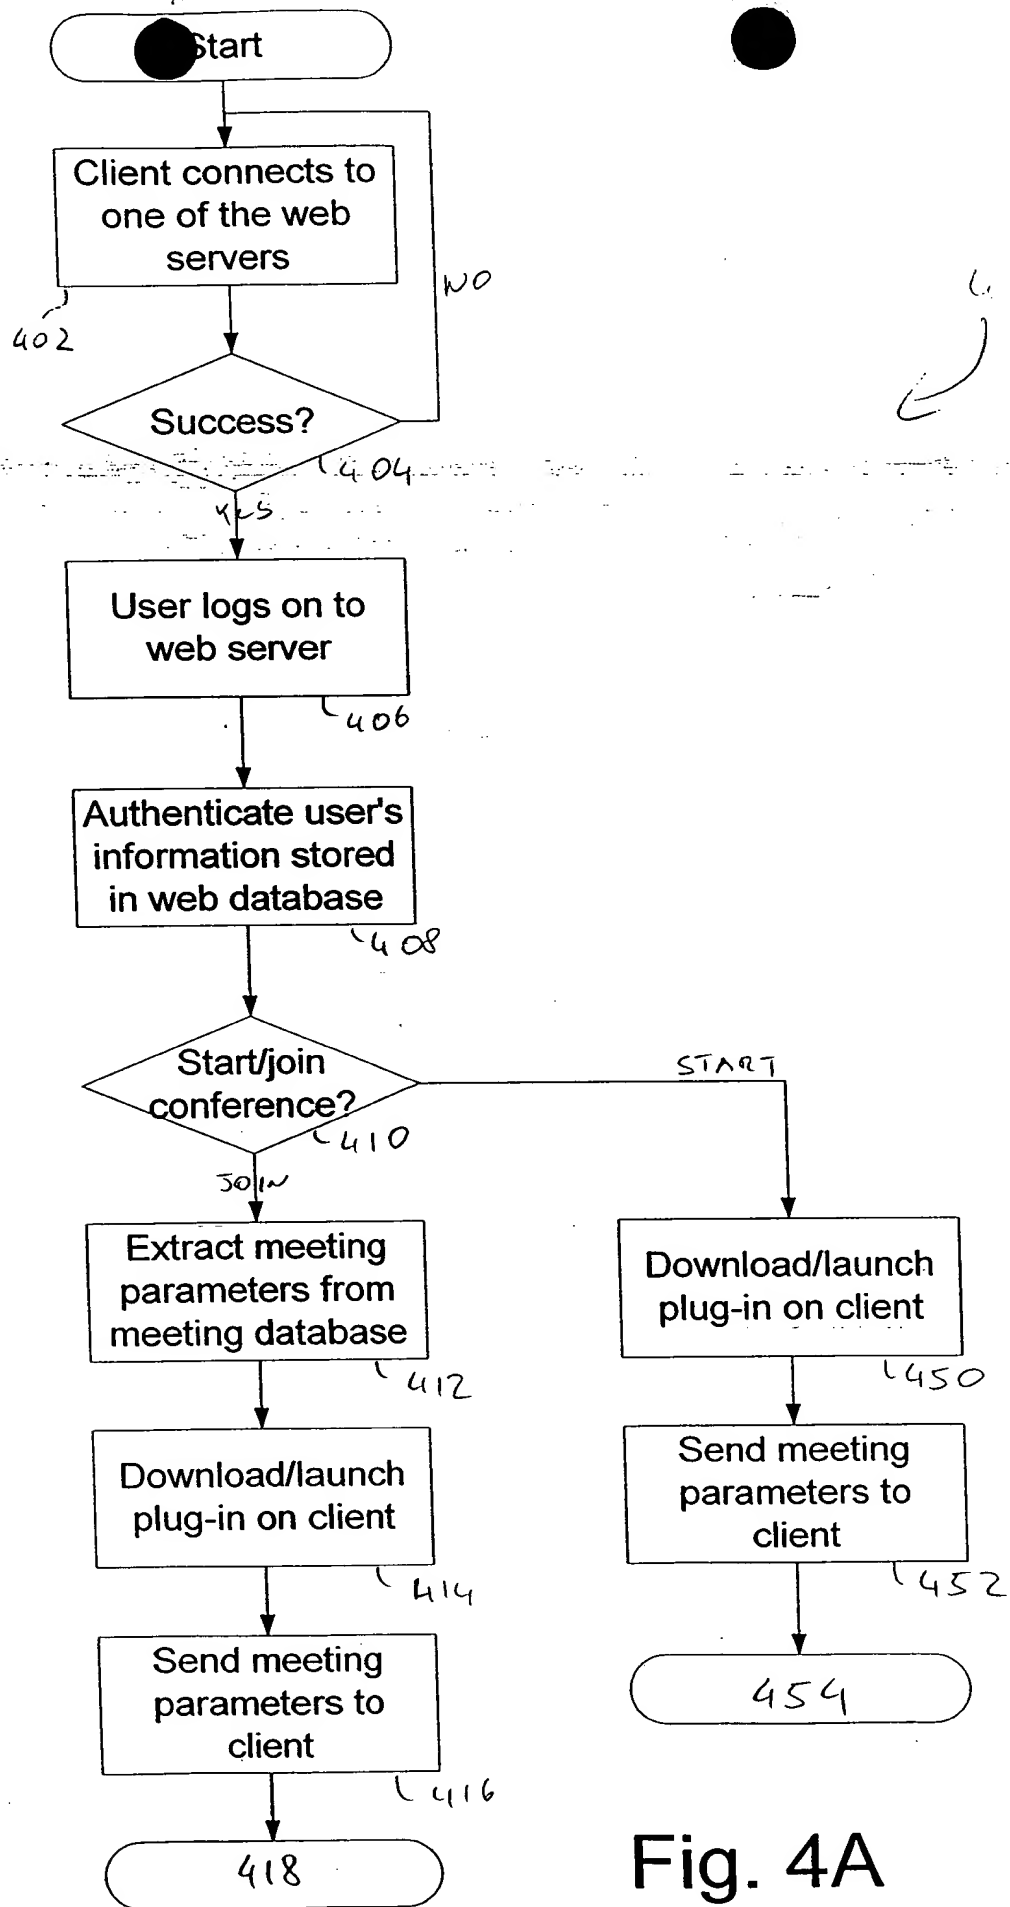 Start
Client connects to
one of the web
servers
NO
402
Success?
404
YES
User logs on to
web server
406
Authenticate user's
information stored
in web database
408
Start/join
conference?
START
410
JOIN
Extract meeting
parameters from
meeting database
412
Download/launch
plug-in on client
450
Download/launch
plug-in on client
414
Send meeting
parameters to
client
452
Send meeting
parameters to
client
416
454
418
Fig. 4A